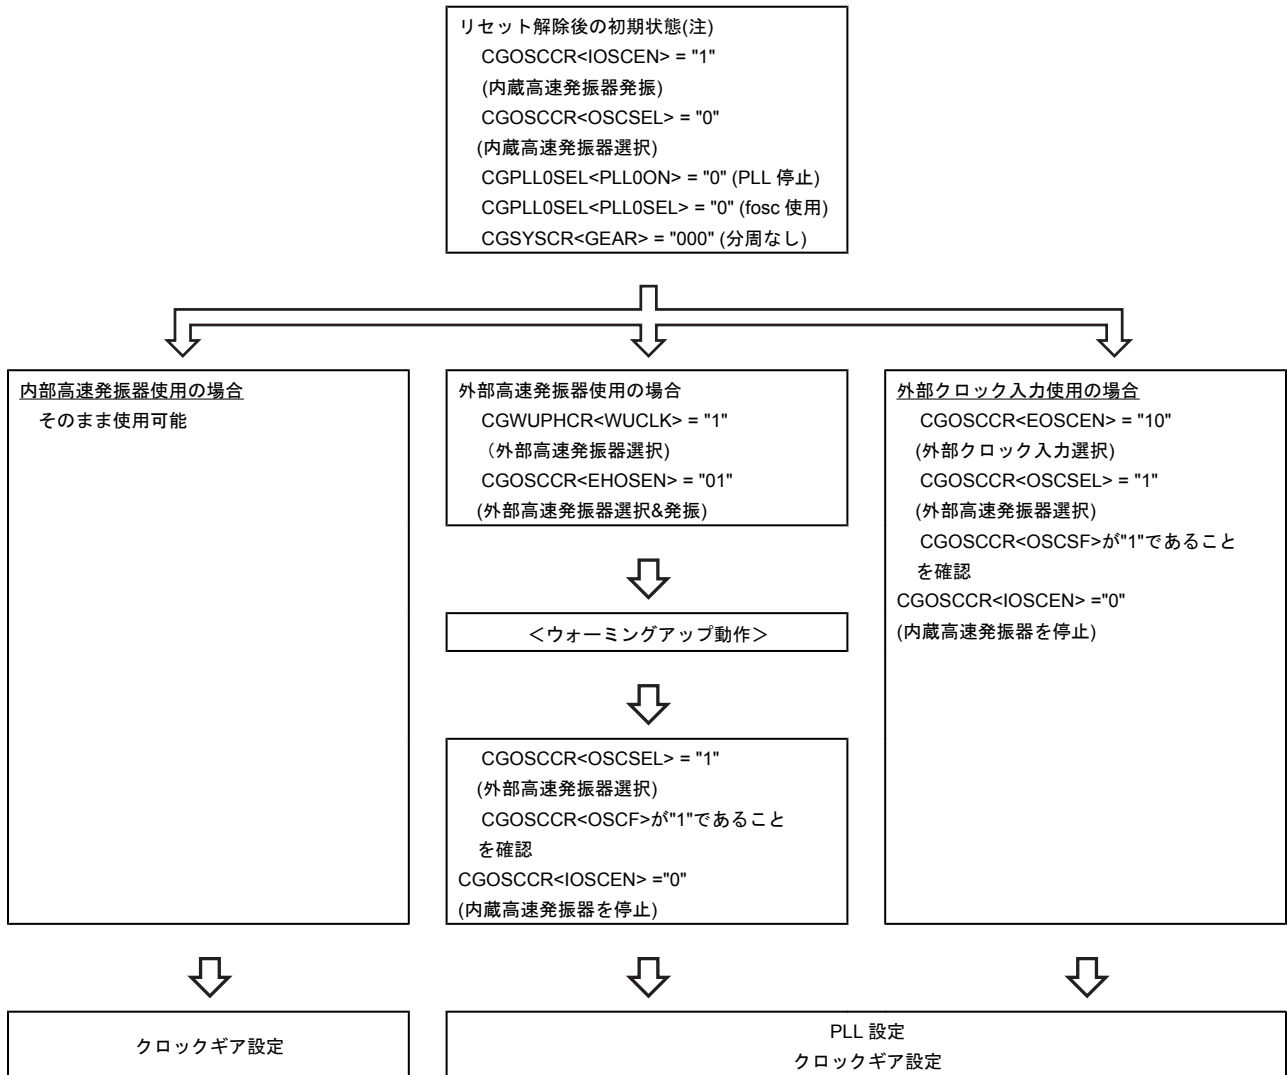 リセット解除後の初期状態(注)
CGOSCCR<IOSCEN> = "1"
(内蔵高速発振器発振)
CGOSCCR<OSCSEL> = "0"
(内蔵高速発振器選択)
CGPLL0SEL<PLL0ON> = "0" (PLL 停止)
CGPLL0SEL<PLL0SEL> = "0" (fosc 使用)
CGSYSCR<GEAR> = "000" (分周なし)
内部高速発振器使用の場合
そのまま使用可能
外部高速発振器使用の場合
CGWUPHCR<WUCLK> = "1"
（外部高速発振器選択)
CGOSCCR<EHOSEN> = "01"
(外部高速発振器選択&発振)
＜ウォーミングアップ動作＞
CGOSCCR<OSCSEL> = "1"
(外部高速発振器選択)
CGOSCCR<OSCF>が"1"であること
を確認
CGOSCCR<IOSCEN> ="0"
(内蔵高速発振器を停止)
外部クロック入力使用の場合
CGOSCCR<EOSCEN> = "10"
(外部クロック入力選択)
CGOSCCR<OSCSEL> = "1"
(外部高速発振器選択)
CGOSCCR<OSCSF>が"1"であること
を確認
CGOSCCR<IOSCEN> ="0"
(内蔵高速発振器を停止)
クロックギア設定
PLL 設定
クロックギア設定